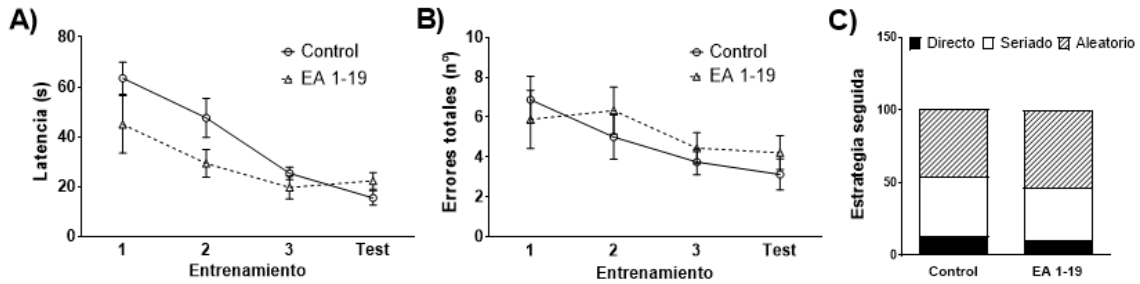 A)
Latencia (s)
80
60
40
20
0
Control
EA 1-19
1 2 3 Test
Entrenamiento
B)
Errores totales (nº)
10
8
6
4
2
0
Control
EA 1-19
1 2 3 Test
Entrenamiento
C)
Estrategia seguida
150
100
50
0
Directo Seriado Aleatorio
Control EA 1-19